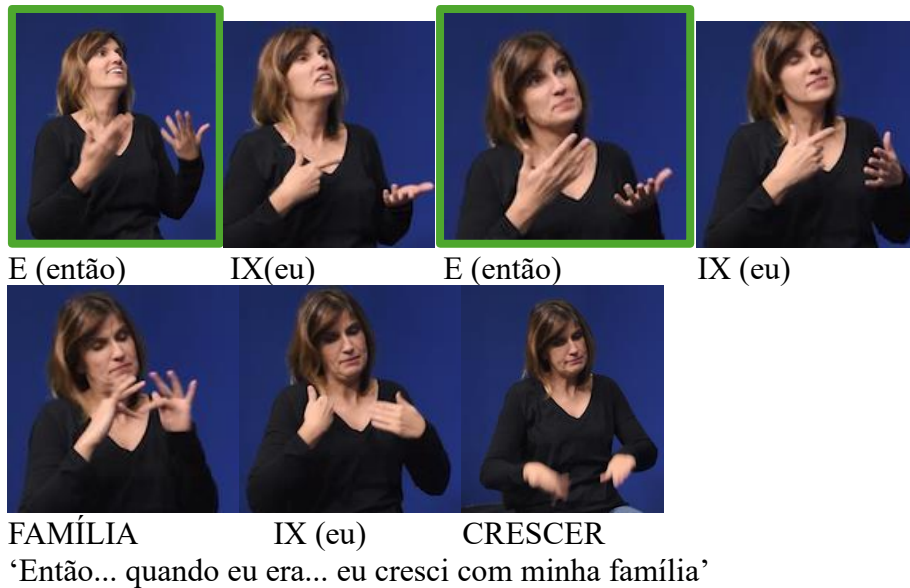 E (então) IX(eu) E (então) IX (eu)
FAMÍLIA IX (eu) CRESCER
‘Então... quando eu era... eu cresci com minha família’